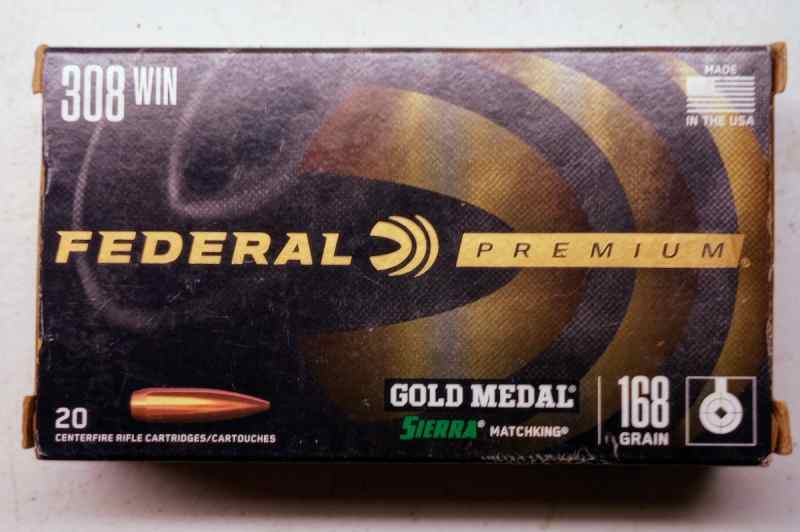 308 WIN
MADE
IN THE USA
FEDERAL PREMIUM®
GOLD MEDAL®
SIERRA® MATCHKING®
168
GRAIN
20
CENTERFIRE RIFLE CARTRIDGES/CARTOUCHES